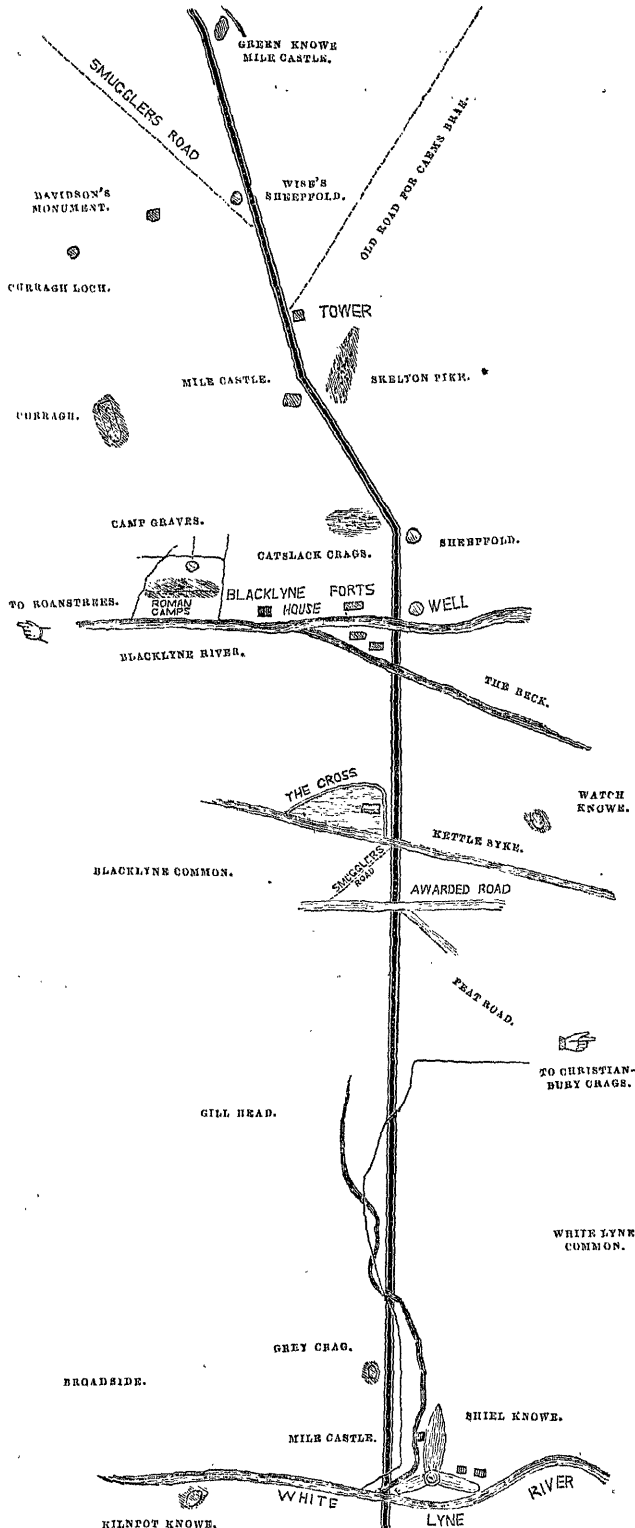 GREEN KNOWE
MILE CASTLE.
SMUGGLERS ROAD
OLD ROAD FOR CAEMS BRAE.
WISE'S
SHEEPFOLD.
DAVIDSON'S
MONUMENT.
CURRAGH LOCH.
TOWER
MILE CASTLE.
SKELTON PIKE.
CURRAGH.
CAMP GRAVES.
CATSLACK CRAGS.
SHEEPFOLD.
TO ROANSTREES.
ROMAN
CAMPS
BLACKLYNE
HOUSE
FORTS
WELL
BLACKLYNE RIVER.
THE BECK.
THE CROSS
WATCH
KNOWE.
KETTLE SYKE.
BLACKLYNE COMMON.
SMUGGLERS
ROAD
AWARDED ROAD
PEAT ROAD.
TO CHRISTIAN-
BURY CRAGS.
GILL HEAD.
WHITE LYNE
COMMON.
GREY CRAG.
BROADSIDE.
SHIEL KNOWE.
MILE CASTLE.
WHITE LYNE RIVER
KILNPOT KNOWE.